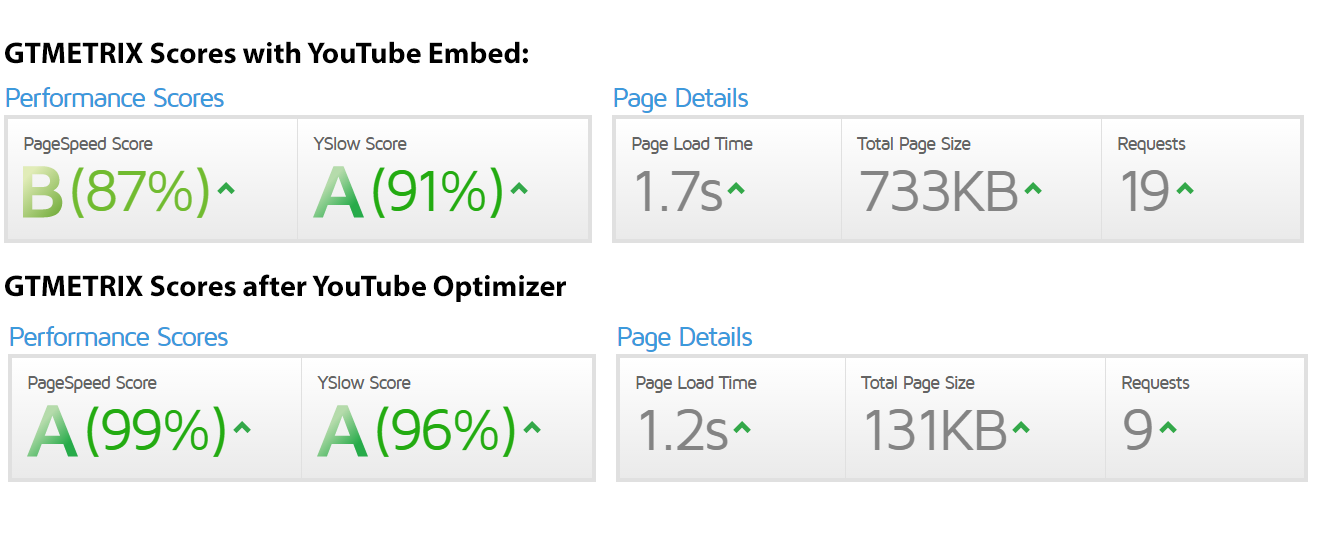 GTMETRIX Scores with YouTube Embed:
Performance Scores
Page Details
PageSpeed Score
YSlow Score
Page Load Time
Total Page Size
Requests
B (87%)
A (91%)
1.7s
733KB
19
GTMETRIX Scores after YouTube Optimizer
Performance Scores
Page Details
PageSpeed Score
YSlow Score
Page Load Time
Total Page Size
Requests
A (99%)
A (96%)
1.2s
131KB
9